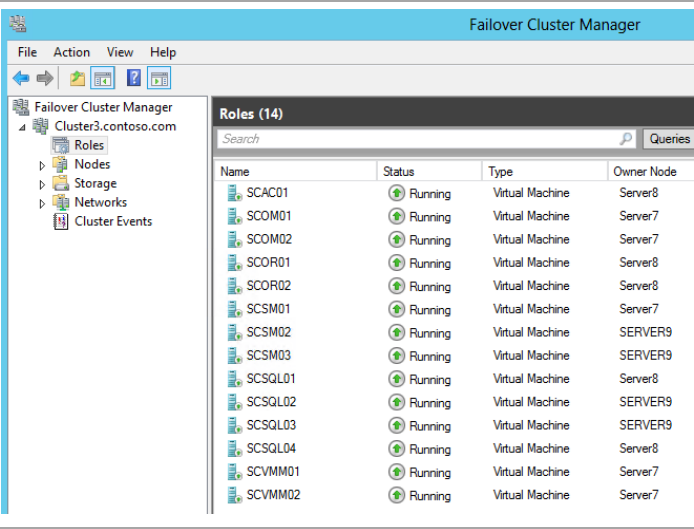 Failover Cluster Manager
File Action View Help
Failover Cluster Manager
Cluster3.contoso.com
Roles
Nodes
Storage
Networks
Cluster Events
Roles (14)
Search Queries
Name Status Type Owner Node
SCAC01 Running Virtual Machine Server8
SCOM01 Running Virtual Machine Server7
SCOM02 Running Virtual Machine Server7
SCOR01 Running Virtual Machine Server8
SCOR02 Running Virtual Machine Server8
SCSM01 Running Virtual Machine Server7
SCSM02 Running Virtual Machine SERVER9
SCSM03 Running Virtual Machine SERVER9
SCSQL01 Running Virtual Machine Server8
SCSQL02 Running Virtual Machine SERVER9
SCSQL03 Running Virtual Machine SERVER9
SCSQL04 Running Virtual Machine Server8
SCVMM01 Running Virtual Machine Server7
SCVMM02 Running Virtual Machine Server7